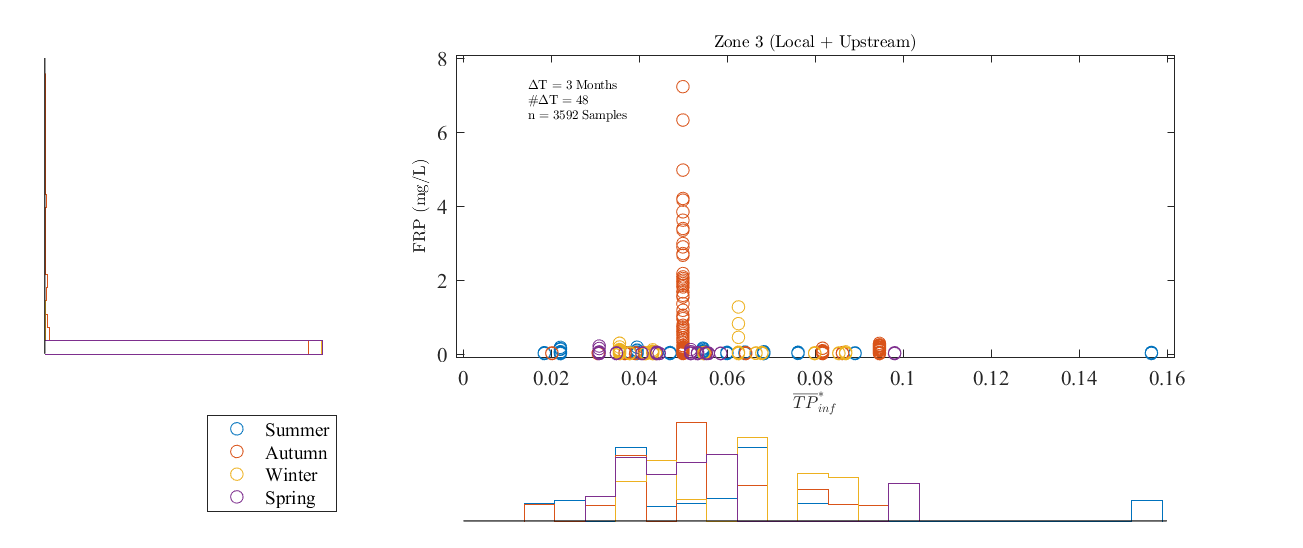 Zone 3 (Local + Upstream)
ΔT = 3 Months
#ΔT = 48
n = 3592 Samples
FRP (mg/L)
8
6
4
2
0
0 0.02 0.04 0.06 0.08 0.1 0.12 0.14 0.16
TP*inf
Summer
Autumn
Winter
Spring